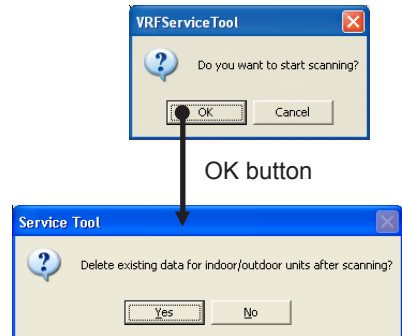 VRFServiceTool
Do you want to start scanning?
OK
Cancel
OK button
Service Tool
Delete existing data for indoor/outdoor units after scanning?
Yes
No